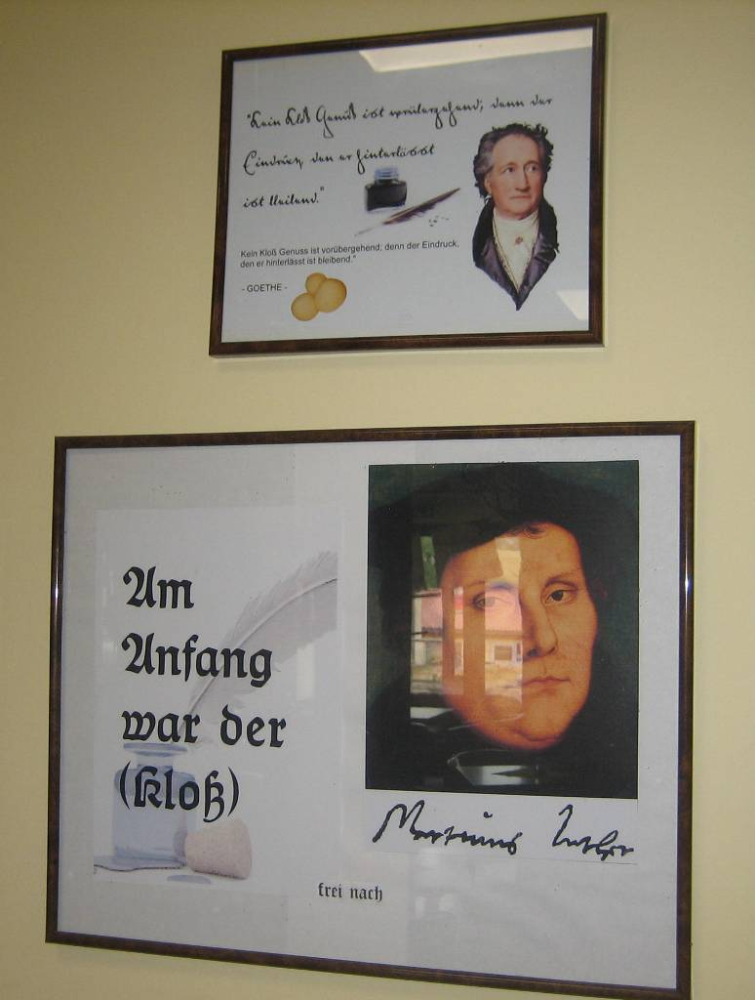 "Kein Kloß Genuß ist vorübergehend; denn der
Eindruck, den er hinterlässt
ist bleibend."
Kein Kloß Genuss ist vorübergehend; denn der Eindruck,
den er hinterlässt ist bleibend."
- GOETHE -
Am
Anfang
war der
(Kloß)
Martinus Luther
frei nach